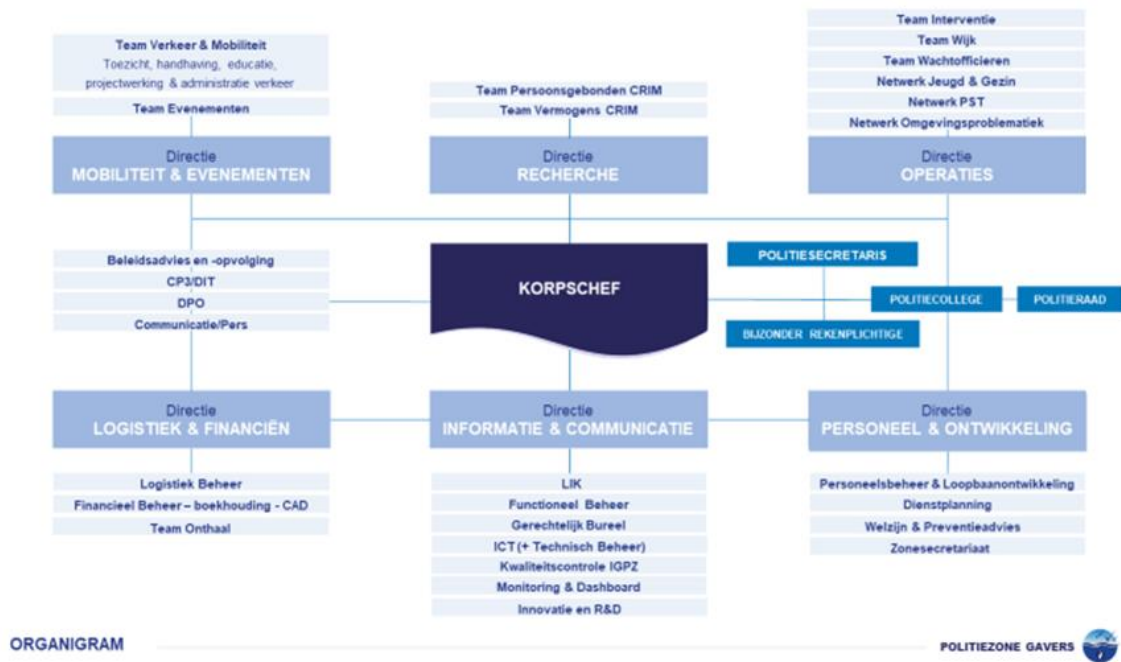 Team Verkeer & Mobiliteit
Toezicht, handhaving, educatie,
projectwerking & administratie verkeer
Team Evenementen
Directie
MOBILITEIT & EVENEMENTEN
Team Persoonsgebonden CRIM
Team Vermogens CRIM
Directie
RECHERCHE
Team Interventie
Team Wijk
Team Wachtofficieren
Netwerk Jeugd & Gezin
Netwerk PST
Netwerk Omgevingsproblematiek
Directie
OPERATIES
Beleidsadvies en -opvolging
CP3/DIT
DPO
Communicatie/Pers
KORPSCHEF
POLITIESECRETARIS
POLITIECOLLEGE
POLITIERAAD
BIJZONDER REKENPLICHTIGE
Directie
LOGISTIEK & FINANCIËN
Logistiek Beheer
Financieel Beheer – boekhouding - CAD
Team Onthaal
Directie
INFORMATIE & COMMUNICATIE
LIK
Functioneel Beheer
Gerechtelijk Bureel
ICT (+ Technisch Beheer)
Kwaliteitscontrole IGPZ
Monitoring & Dashboard
Innovatie en R&D
Directie
PERSONEEL & ONTWIKKELING
Personeelsbeheer & Loopbaanontwikkeling
Dienstplanning
Welzijn & Preventieadvies
Zonesecretariaat
ORGANIGRAM
POLITIEZONE GAVERS